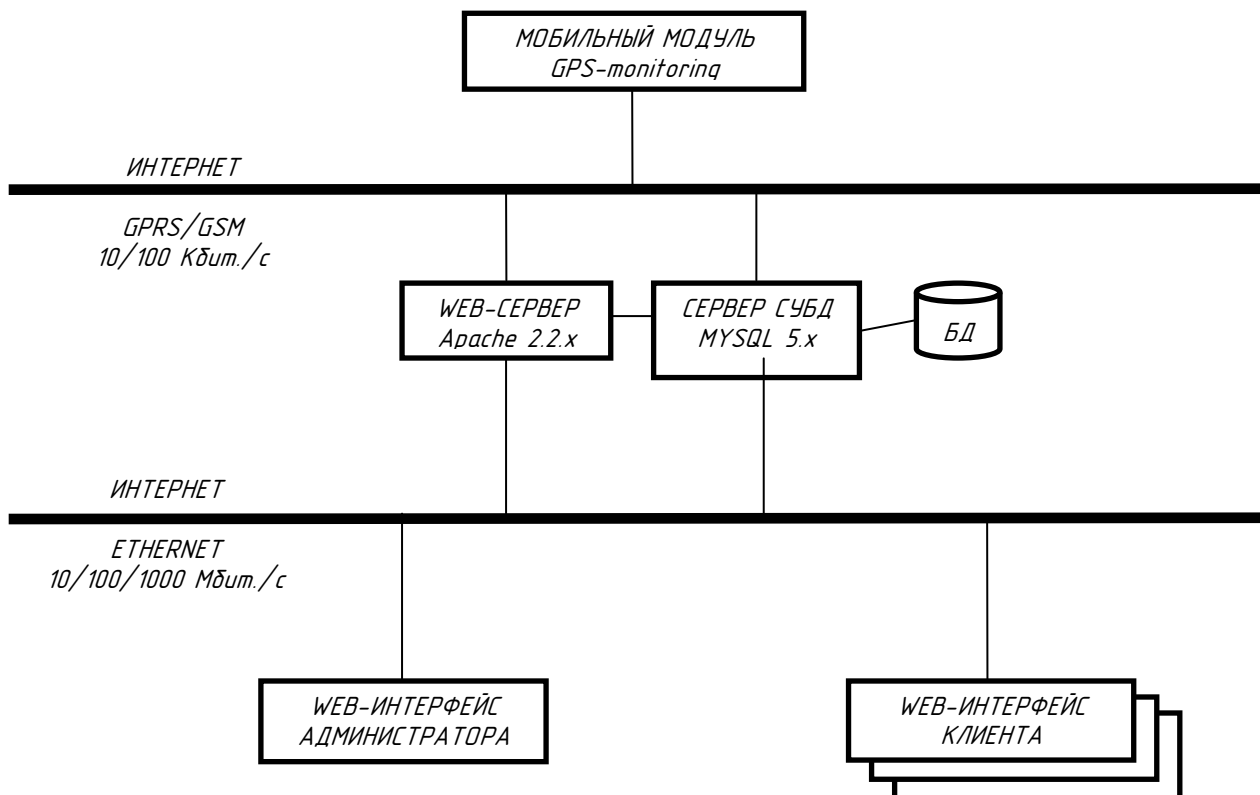 МОБИЛЬНЫЙ МОДУЛЬ
GPS-monitoring
ИНТЕРНЕТ
GPRS/GSM
10/100 Кбит./с
WEB-СЕРВЕР
Apache 2.2.x
СЕРВЕР СУБД
MYSQL 5.x
БД
ИНТЕРНЕТ
ETHERNET
10/100/1000 Мбит./с
WEB-ИНТЕРФЕЙС
АДМИНИСТРАТОРА
WEB-ИНТЕРФЕЙС
КЛИЕНТА